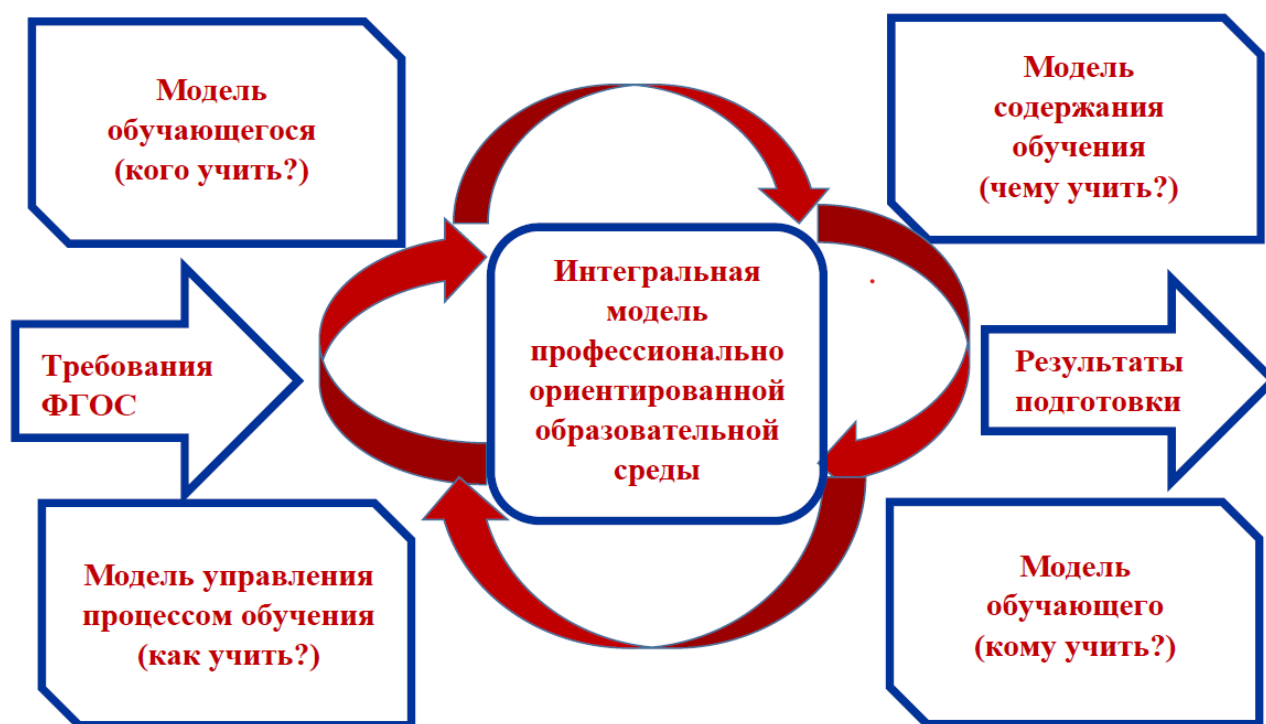 Модель
обучающегося
(кого учить?)
Модель
содержания
обучения
(чему учить?)
Интегральная
модель
профессионально
ориентированной
образовательной
среды
Требования
ФГОС
Результаты
подготовки
Модель управления
процессом обучения
(как учить?)
Модель
обучающего
(кому учить?)